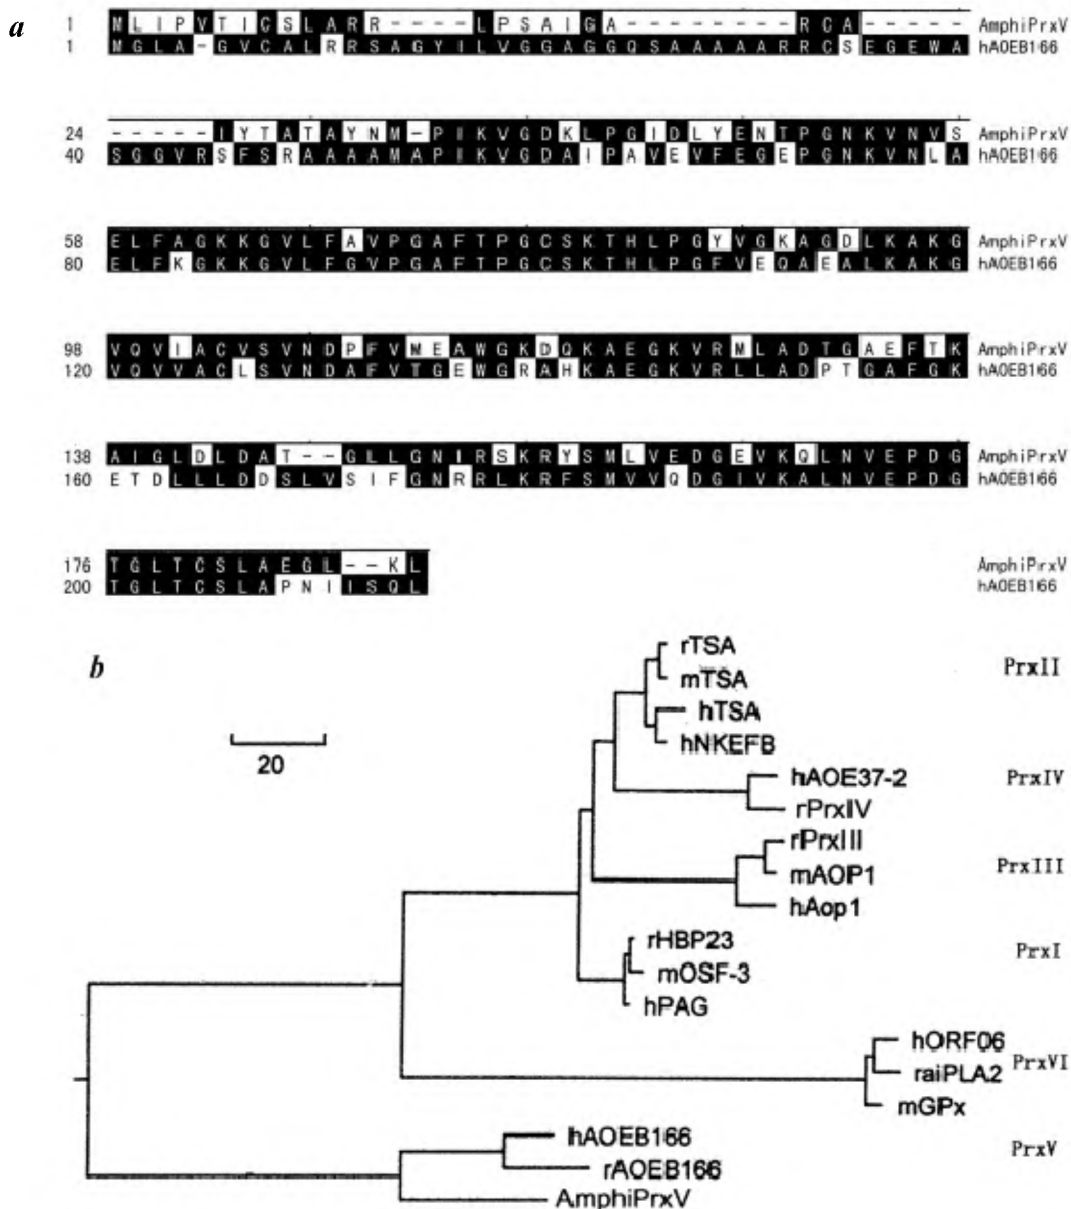 a
1 MLIPVTICSLARR----LPSAIGA---------RCA----- AmphiPrxV
1 MGLA-GVCALRRSAGYILVGGAGGQSAAAAARRCSEGEWA hAOEB166
24 -----IYTATAYNM-PIKVGDKLPGIDLYENTPGNKVNVS AmphiPrxV
40 SGGVRSFSRAAAAMAPIKVGDAIPAVEVFEGEPGNKVNLA hAOEB166
58 ELFAGKKGVLFAVPGAFTPGCSKTHLPGYVGKAGDLKAKG AmphiPrxV
80 ELFKGKKGVLFGVPGAFTPGCSKTHLPGFVEQAEALKAKG hAOEB166
98 VQVIACVSVNDPFVMEAWGKDQKAEGKVRMLADTGAEFTK AmphiPrxV
120 VQVVACLSVNDAFVTGEWGRAHKAEGKVRLLADPTGAFGK hAOEB166
138 AIGLDLDAT--GLLGNIRSKRYSMLVEDGEVKQLNVEPDG AmphiPrxV
160 ETDLLLDDSLVSIFGNRRLKRFSMVVQDGIVKALNVEPDG hAOEB166
176 TGLTCSLAEGL--KL AmphiPrxV
200 TGLTCSLAPNIISQL hAOEB166
b
20
rTSA
mTSA
hTSA
hNKEFB
PrxII
hAOE37-2
rPrxIV
PrxIV
rPrxIII
mAOP1
hAop1
PrxIII
rHBP23
mOSF-3
hPAG
PrxI
hORF06
raiPLA2
mGPx
PrxVI
hAOEB166
rAOEB166
AmphiPrxV
PrxV